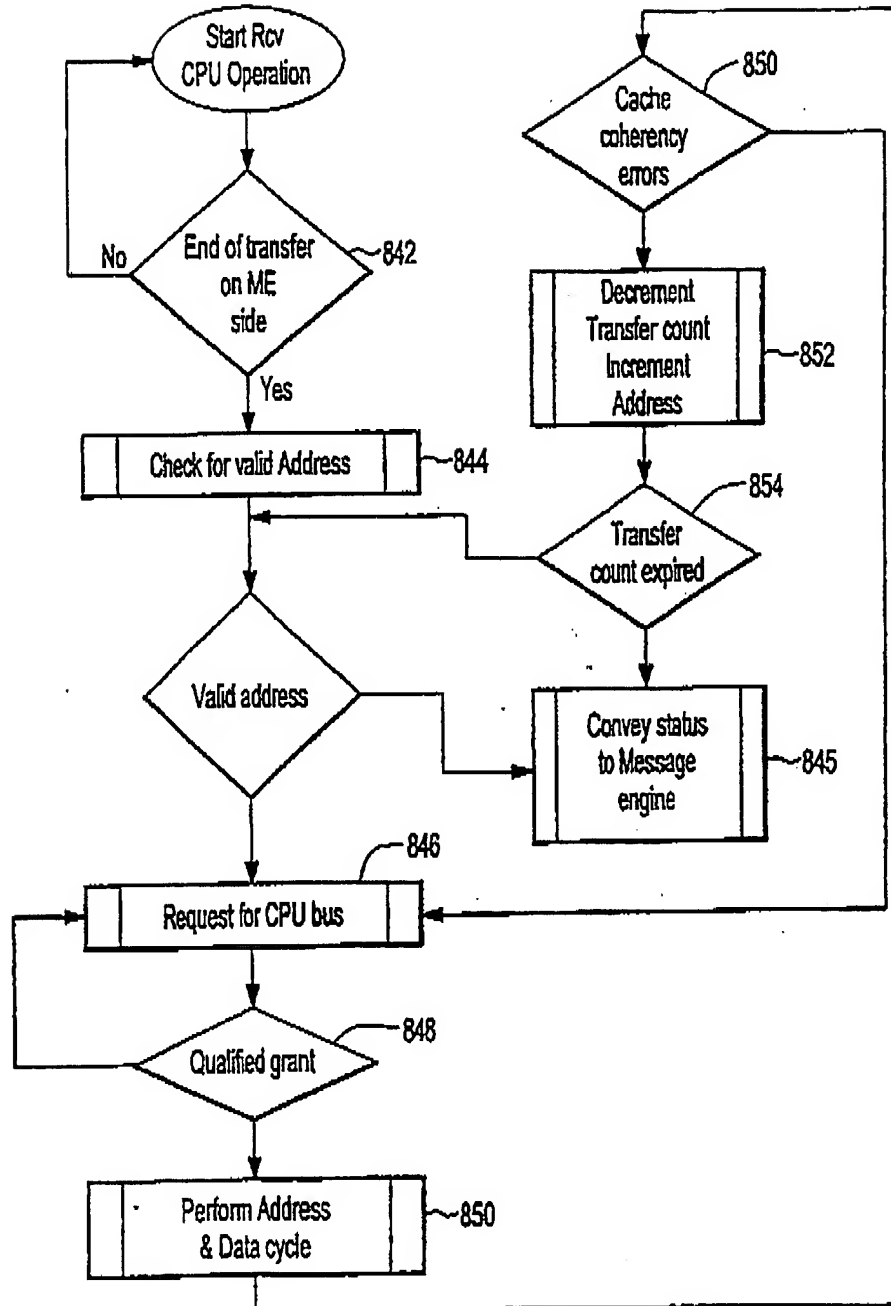 Start Rcv
CPU Operation
No
End of transfer
on ME
side
842
Yes
Check for valid Address
844
Valid address
846
Request for CPU bus
Qualified grant
848
Perform Address
& Data cycle
850
Cache
coherency
errors
850
Decrement
Transfer count
Increment
Address
852
854
Transfer
count expired
Convey status
to Message
engine
845